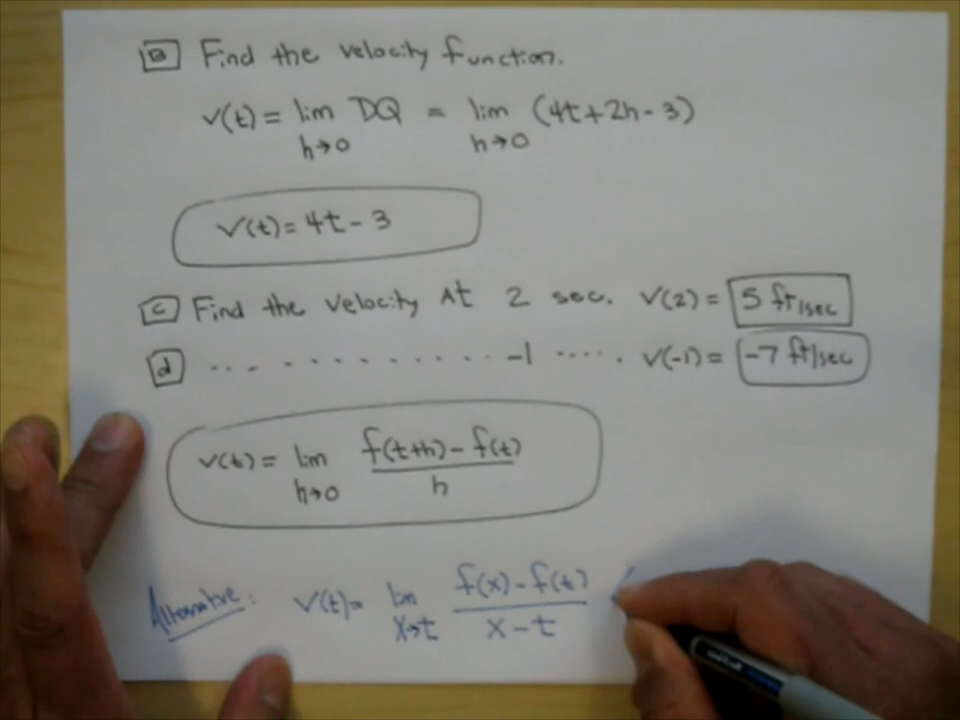 B Find the velocity function.
v(t) = lim h→0 DQ = lim h→0 (4t+2h-3)
v(t) = 4t - 3
C Find the velocity At 2 sec. v(2) = 5 ft/sec
d .. .. . . . . . . . . . . -1 ..... v(-1) = -7 ft/sec
v(t) = lim h→0 f(t+h) - f(t) / h
Alternative: v(t) = lim x→t f(x) - f(t) / x - t